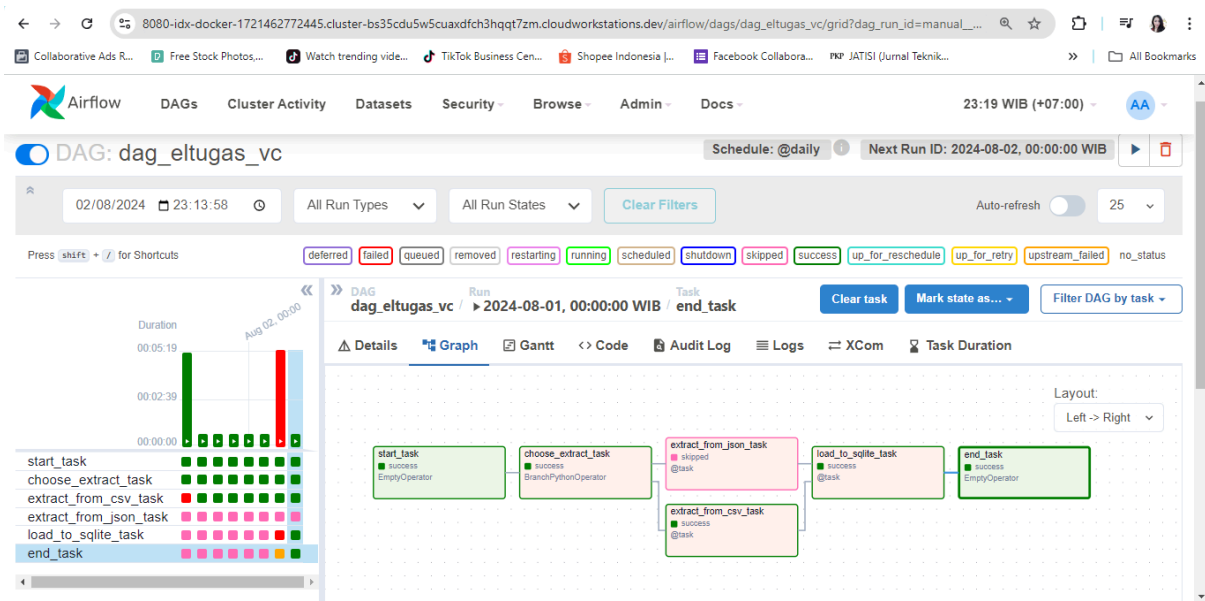 8080-idx-docker-1721462772445.cluster-bs35cdu5w5cuaxdfch3hqqt7zm.cloudworkstations.dev/airflow/dags/dag_eltugas_vc/grid?dag_run_id=manual__...
Collaborative Ads R... Free Stock Photos,... Watch trending vide... TikTok Business Cen... Shopee Indonesia |... Facebook Collabora... PKP JATISI (Jurnal Teknik... » All Bookmarks
Airflow DAGs Cluster Activity Datasets Security Browse Admin Docs 23:19 WIB (+07:00) AA
DAG: dag_eltugas_vc Schedule: @daily i Next Run ID: 2024-08-02, 00:00:00 WIB
02/08/2024 23:13:58 All Run Types All Run States Clear Filters Auto-refresh 25
Press shift + / for Shortcuts deferred failed queued removed restarting running scheduled shutdown skipped success up_for_reschedule up_for_retry upstream_failed no_status
DAG Run Task
dag_eltugas_vc / 2024-08-01, 00:00:00 WIB / end_task Clear task Mark state as... Filter DAG by task
Duration Aug 02, 00:00
00:05:19
00:02:39
00:00:00
Details Graph Gantt <> Code Audit Log Logs XCom Task Duration
Layout:
Left -> Right
start_task
success
EmptyOperator
choose_extract_task
success
BranchPythonOperator
extract_from_json_task
skipped
@task
extract_from_csv_task
success
@task
load_to_sqlite_task
success
@task
end_task
success
EmptyOperator
start_task
choose_extract_task
extract_from_csv_task
extract_from_json_task
load_to_sqlite_task
end_task